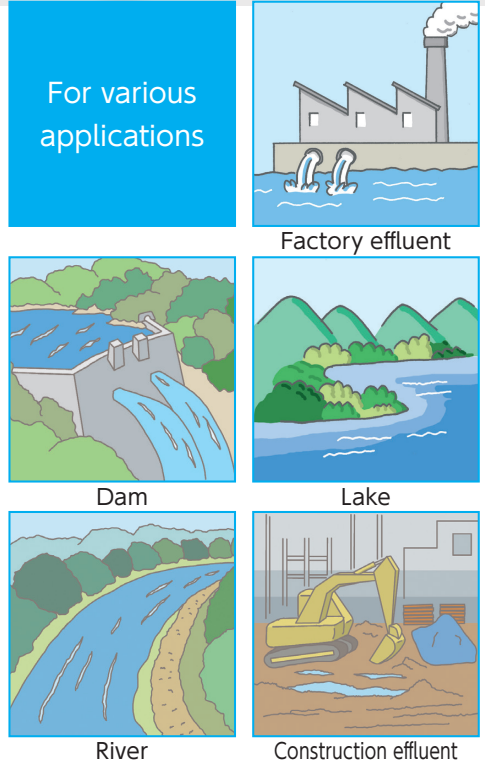 For various
applications
Factory effluent
Dam
Lake
River
Construction effluent